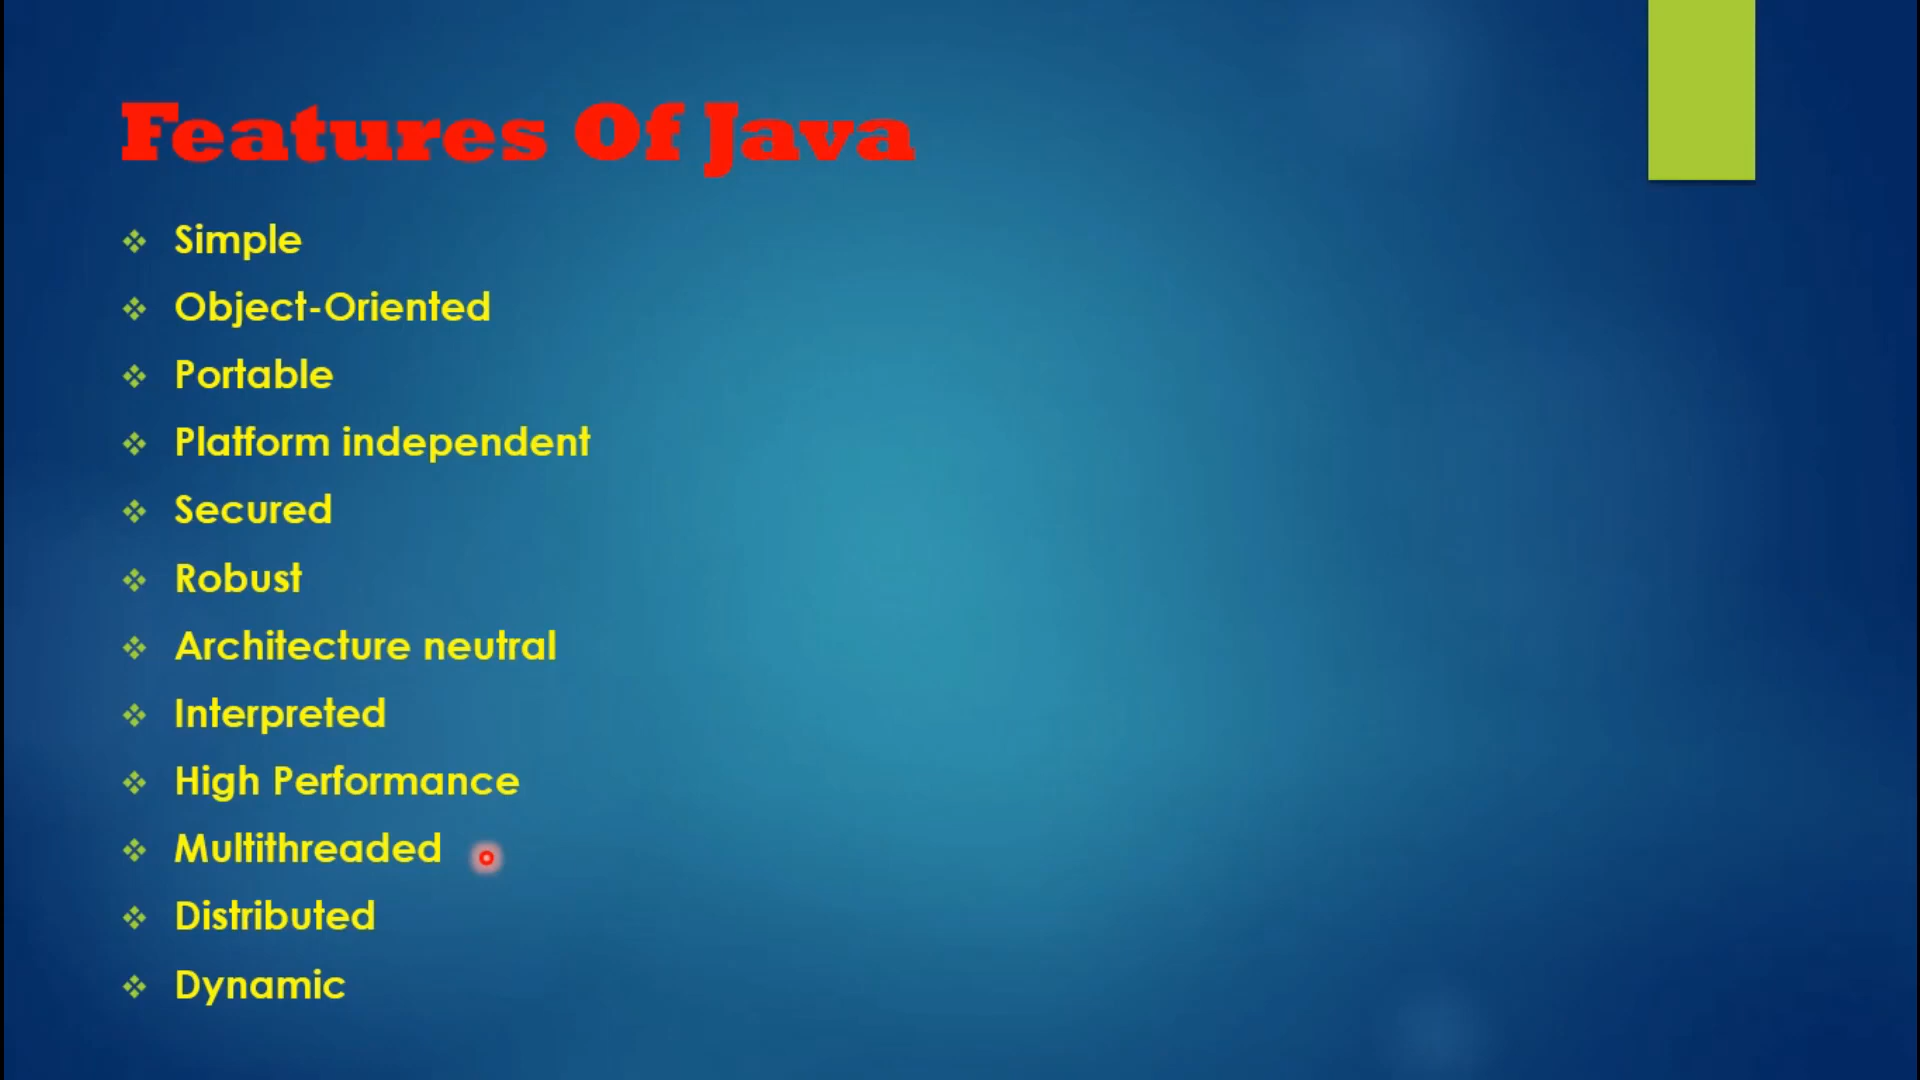 Features Of Java
Simple
Object-Oriented
Portable
Platform independent
Secured
Robust
Architecture neutral
Interpreted
High Performance
Multithreaded
Distributed
Dynamic